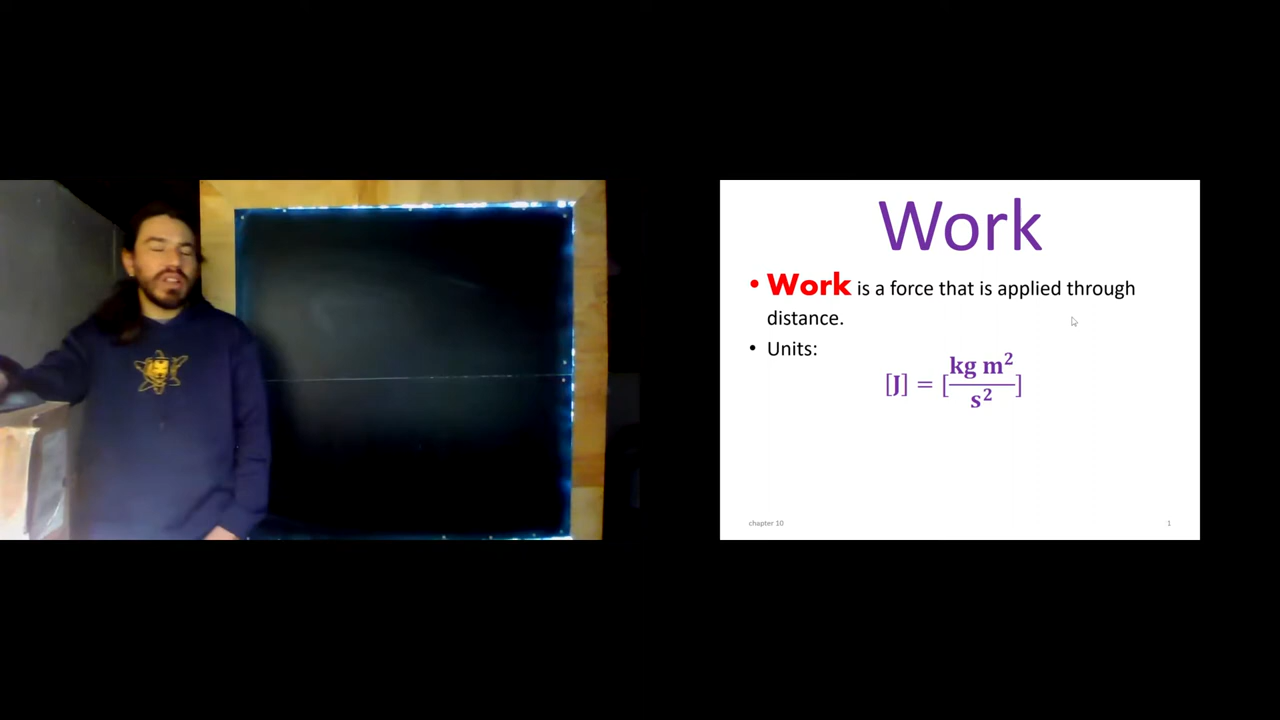 Work
• Work is a force that is applied through
distance.
• Units:
[J] = [kg m²/s²]
chapter 10
1